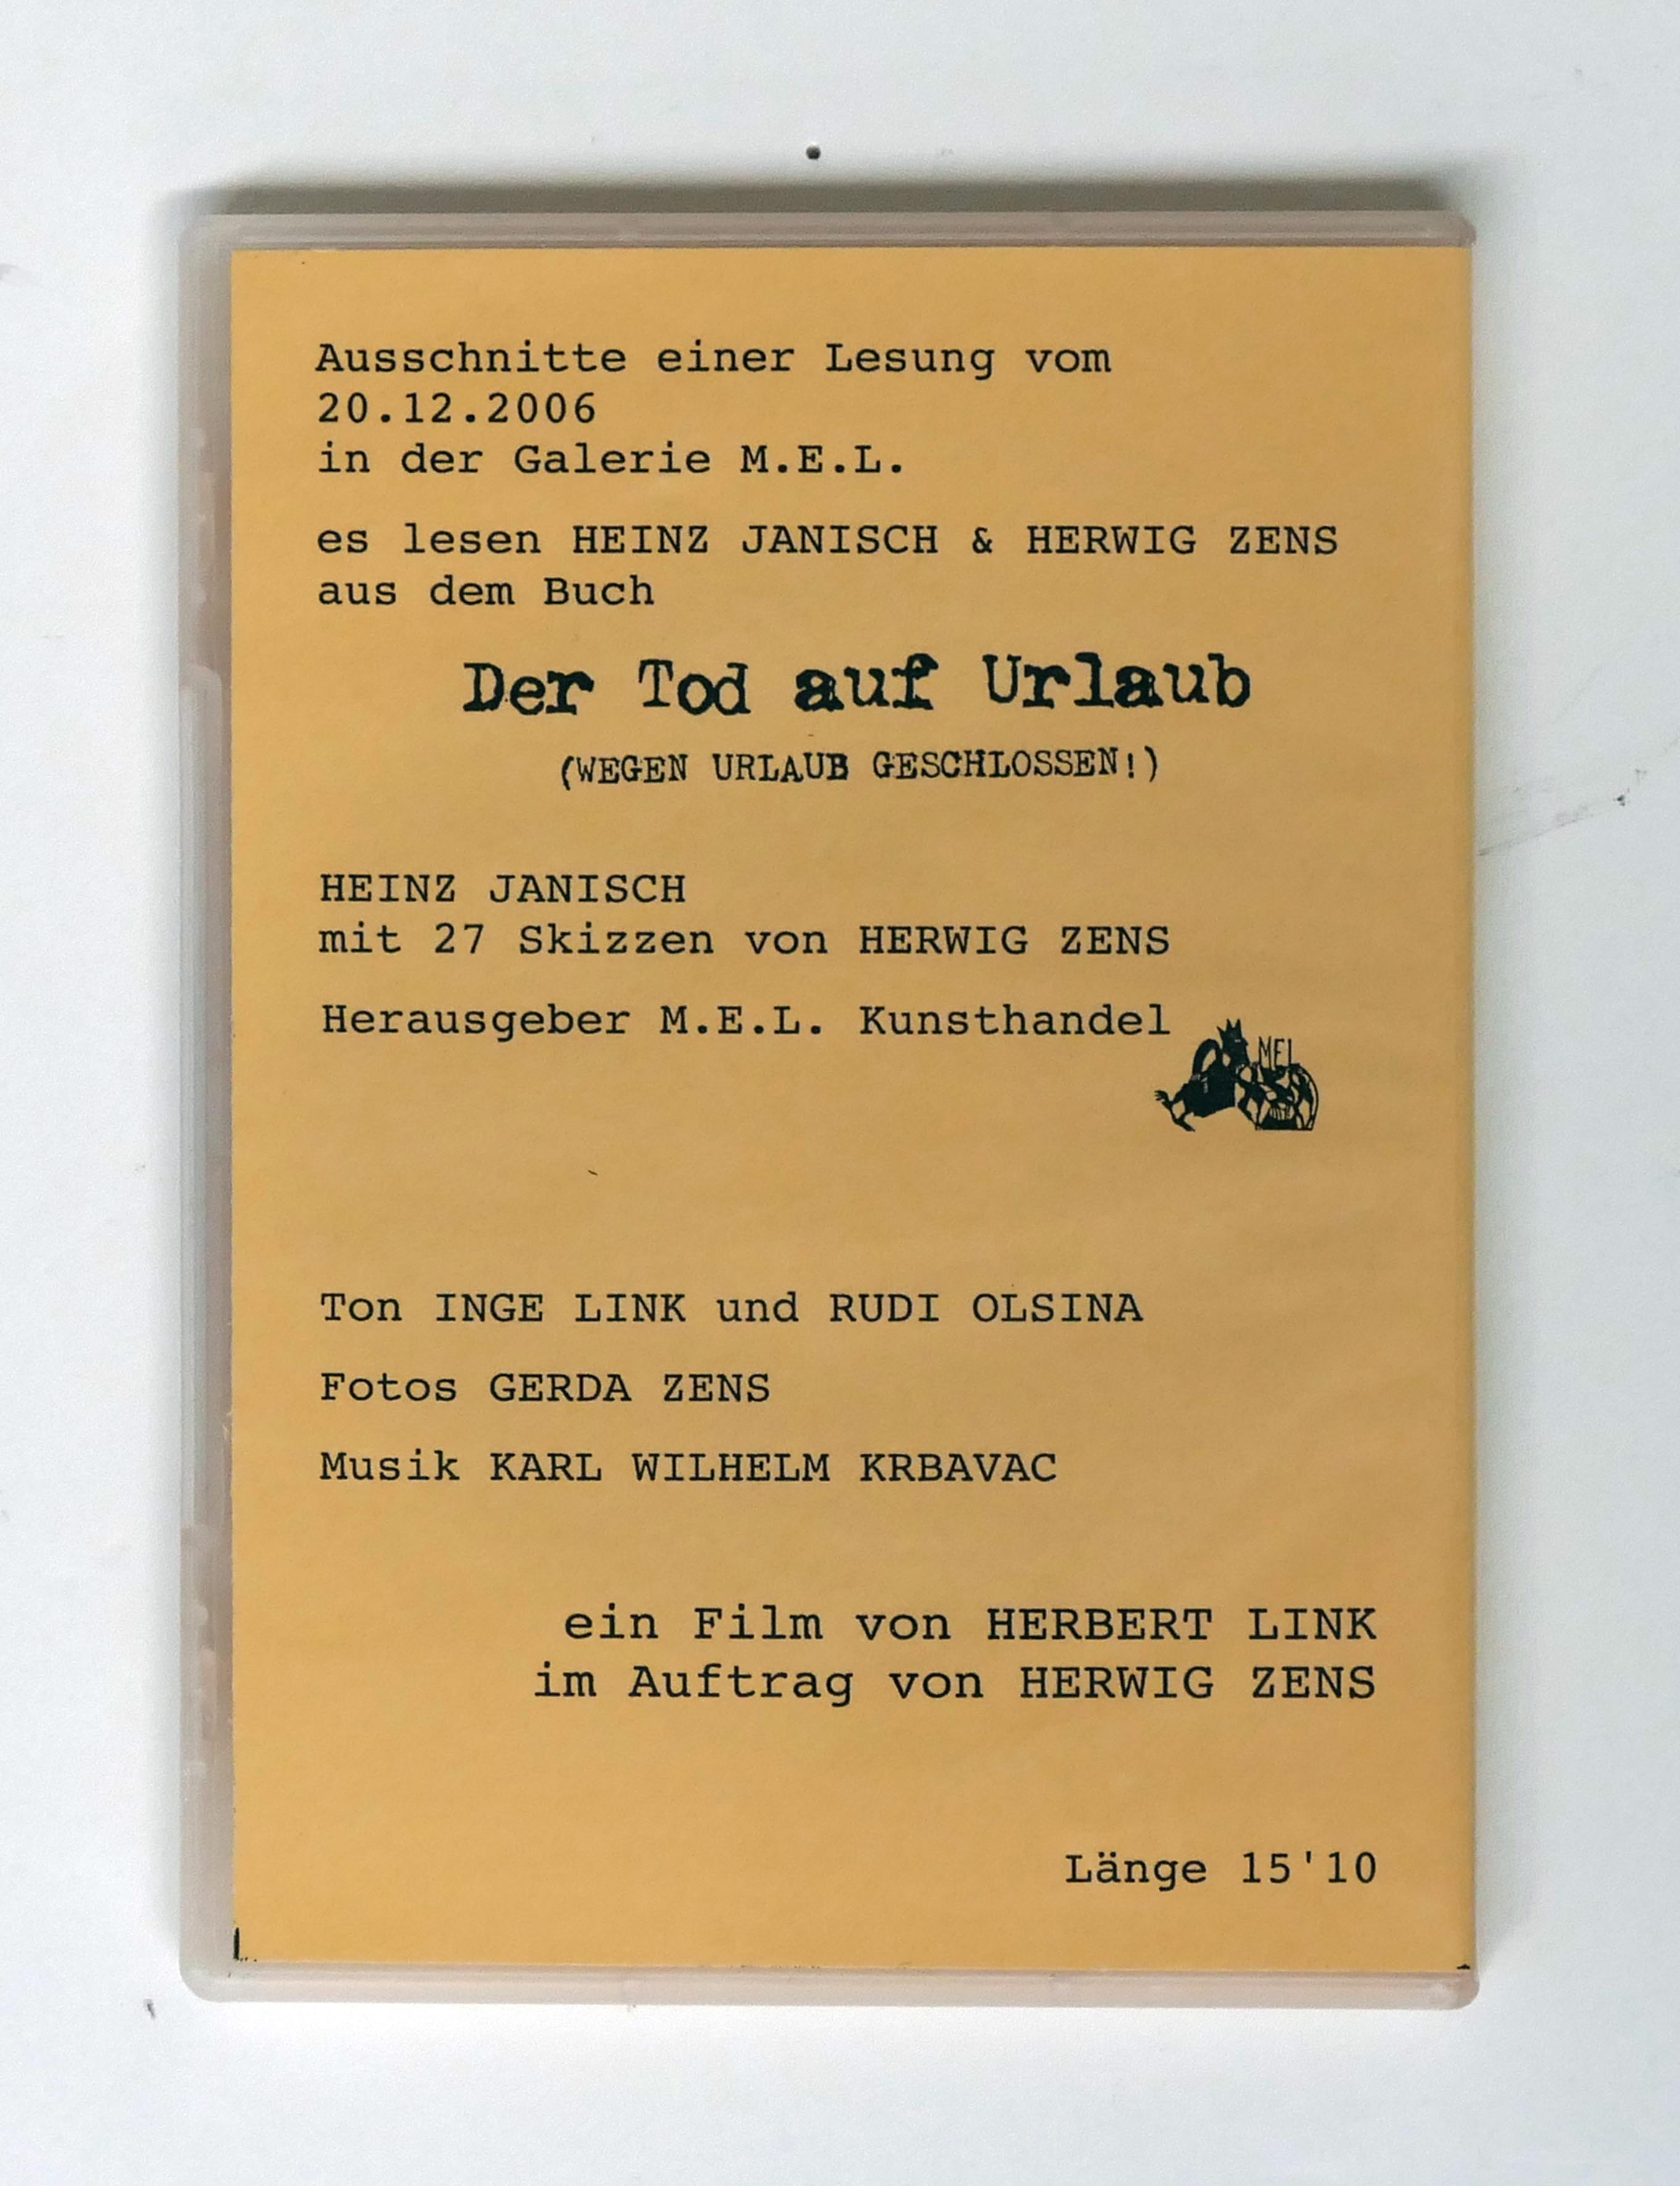 Ausschnitte einer Lesung vom
20.12.2006
in der Galerie M.E.L.
es lesen HEINZ JANISCH & HERWIG ZENS
aus dem Buch
Der Tod auf Urlaub
(WEGEN URLAUB GESCHLOSSEN!)
HEINZ JANISCH
mit 27 Skizzen von HERWIG ZENS
Herausgeber M.E.L. Kunsthandel
MEL
Ton INGE LINK und RUDI OLSINA
Fotos GERDA ZENS
Musik KARL WILHELM KRBAVAC
ein Film von HERBERT LINK
im Auftrag von HERWIG ZENS
Länge 15'10